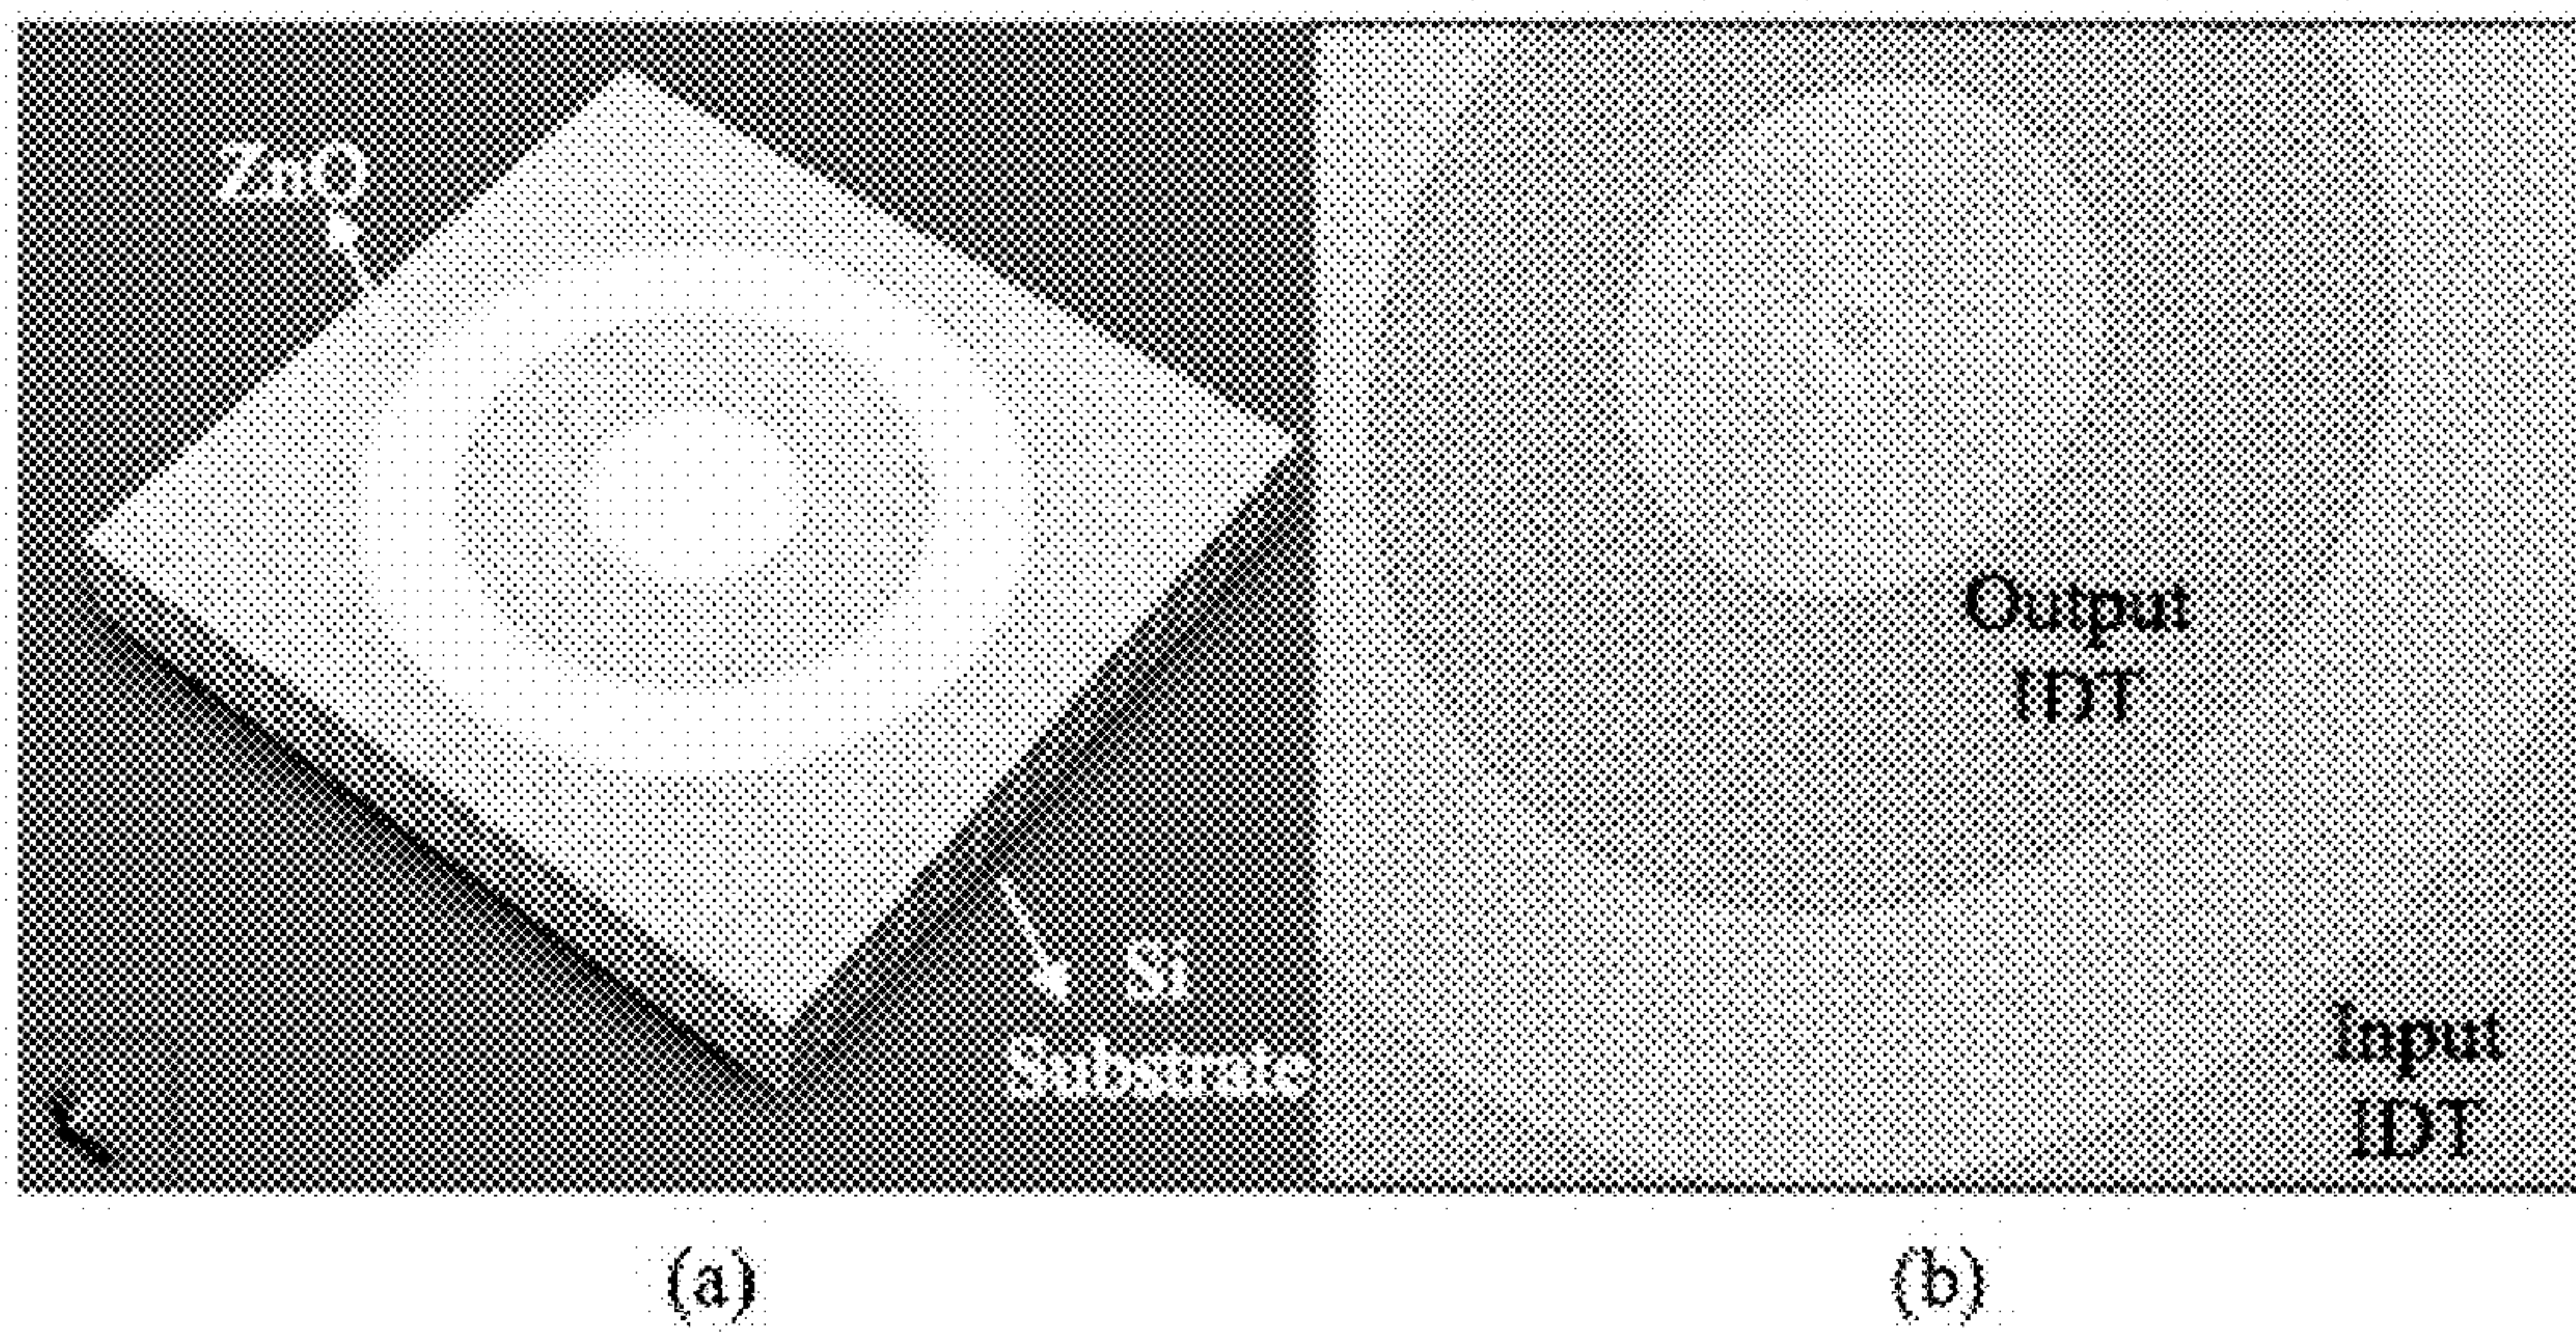 ZnO
Si
Substrate
Output
IDT
Input
IDT
(a)
(b)